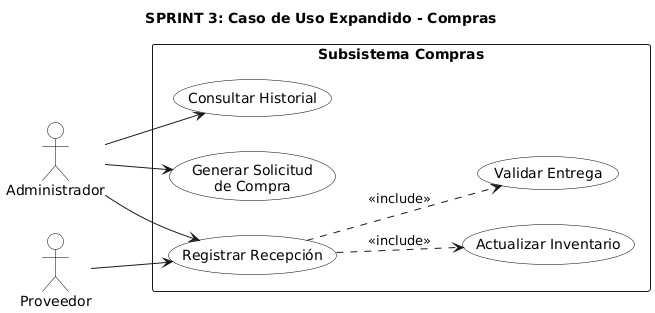 SPRINT 3: Caso de Uso Expandido - Compras
Subsistema Compras
Consultar Historial
Generar Solicitud
de Compra
Administrador
Validar Entrega
«include»
Registrar Recepción
«include»
Actualizar Inventario
Proveedor